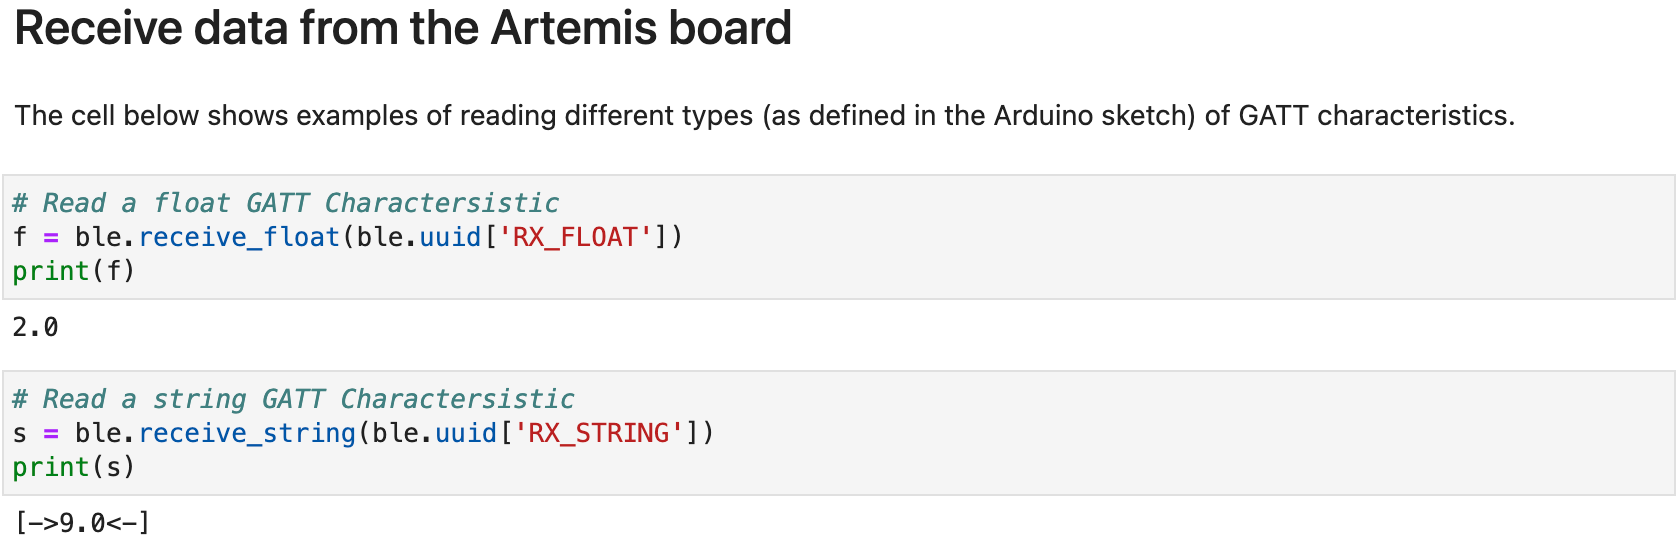 Receive data from the Artemis board
The cell below shows examples of reading different types (as defined in the Arduino sketch) of GATT characteristics.
# Read a float GATT Charactersistic
f = ble.receive_float(ble.uuid['RX_FLOAT'])
print(f)
2.0
# Read a string GATT Charactersistic
s = ble.receive_string(ble.uuid['RX_STRING'])
print(s)
[->9.0<-]